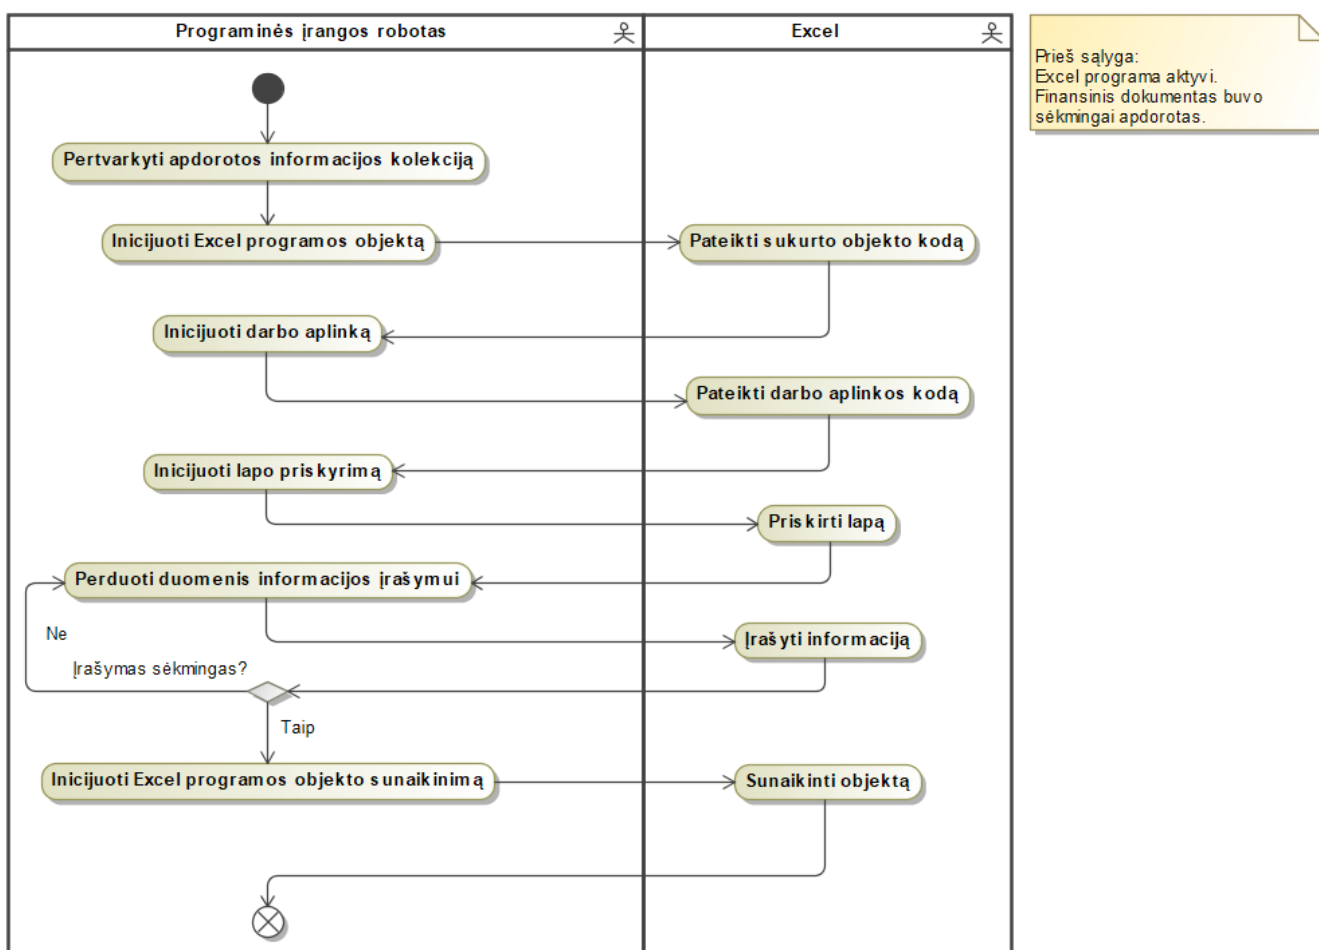 Programinės įrangos robotas
Excel
Prieš sąlyga:
Excel programa aktyvi.
Finansinis dokumentas buvo
sėkmingai apdorotas.
Pertvarkyti apdorotos informacijos kolekciją
Inicijuoti Excel programos objektą
Pateikti sukurto objekto kodą
Inicijuoti darbo aplinką
Pateikti darbo aplinkos kodą
Inicijuoti lapo priskyrimą
Priskirti lapą
Perduoti duomenis informacijos įrašymui
Ne
Įrašyti informaciją
Įrašymas sėkmingas?
Taip
Inicijuoti Excel programos objekto sunaikinimą
Sunaikinti objektą